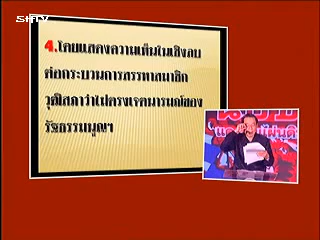 4.โดยแสดงความเห็นในเชิงลบ
ต่อกระบวนการสรรหาสมาชิก
วุฒิสภาว่าไม่ตรงเจตนารมณ์ของ
รัฐธรรมนูญฯ